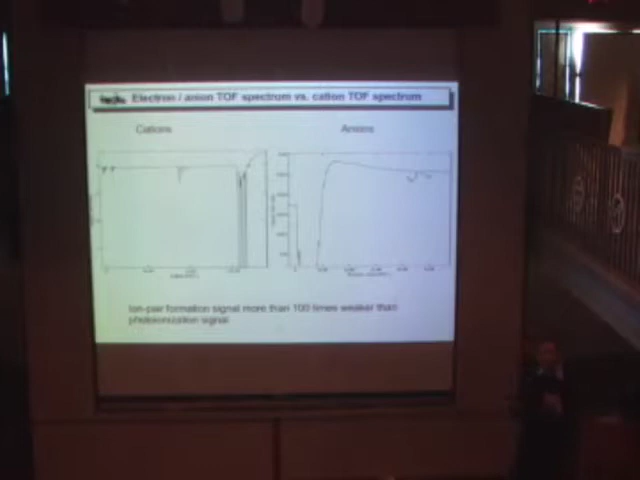 Electron / anion TOF spectrum vs. cation TOF spectrum
Cations
Anions
Ion-pair formation signal more than 100 times weaker than
photoionization signal